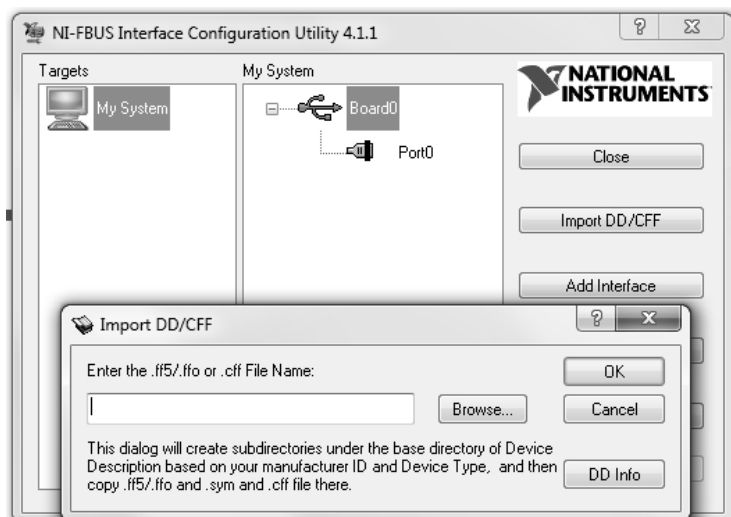 NI-FBUS Interface Configuration Utility 4.1.1
Targets
My System
My System
Board0
Port0
NATIONAL
INSTRUMENTS
Close
Import DD/CFF
Add Interface
Import DD/CFF
Enter the .ff5/.ffo or .cff File Name:
OK
Browse...
Cancel
This dialog will create subdirectories under the base directory of Device
Description based on your manufacturer ID and Device Type,  and then
copy .ff5/.ffo and .sym and .cff file there.
DD Info